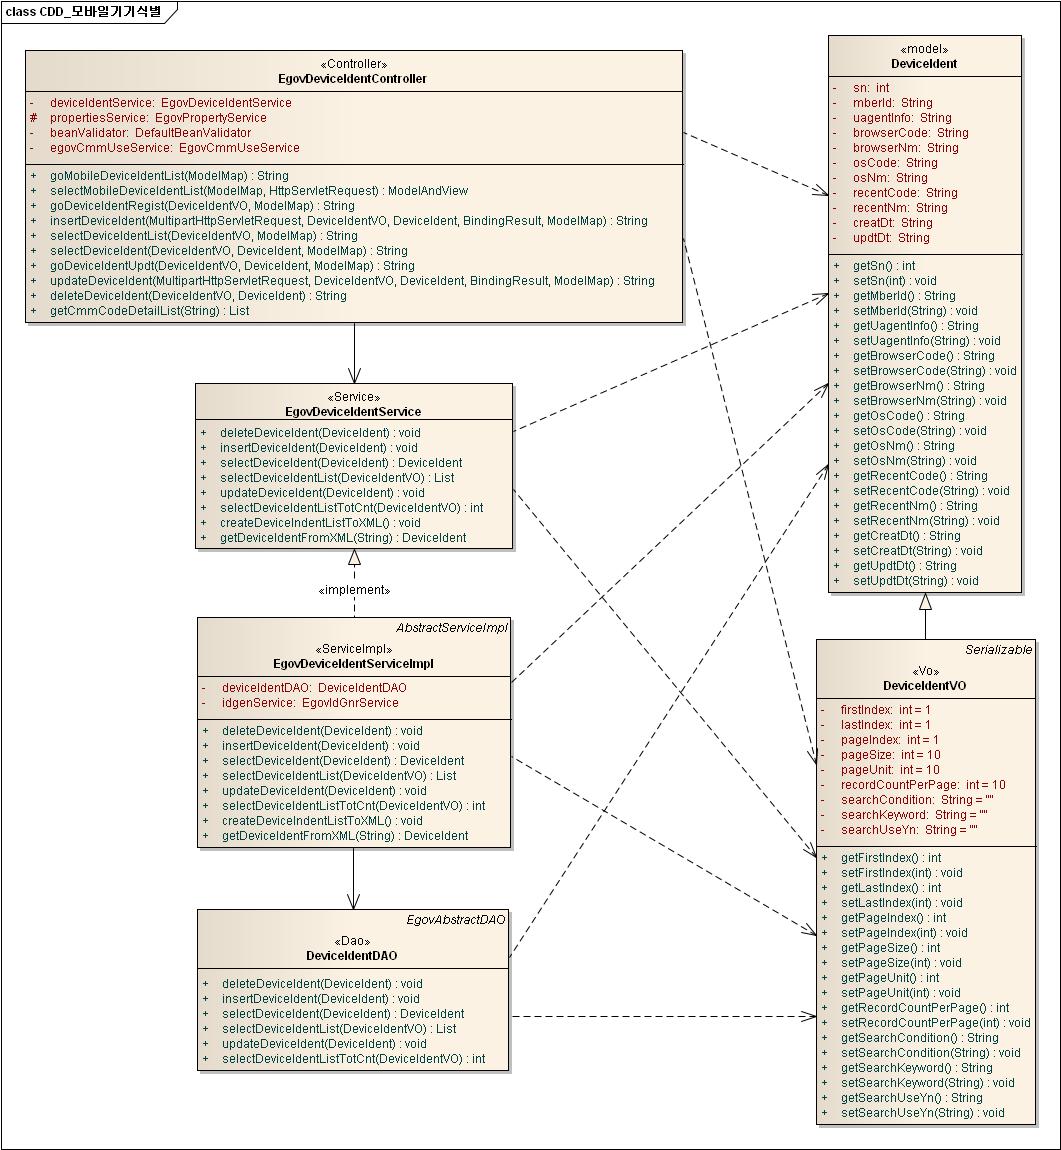 class CDD_모바일기기식별
«Controller»
EgovDeviceIdentController
- deviceIdentService: EgovDeviceIdentService
# propertiesService: EgovPropertyService
- beanValidator: DefaultBeanValidator
- egovCmmUseService: EgovCmmUseService
+ goMobileDeviceIdentList(ModelMap) : String
+ selectMobileDeviceIdentList(ModelMap, HttpServletRequest) : ModelAndView
+ goDeviceIdentRegist(DeviceIdentVO, ModelMap) : String
+ insertDeviceIdent(MultipartHttpServletRequest, DeviceIdentVO, DeviceIdent, BindingResult, ModelMap) : String
+ selectDeviceIdentList(DeviceIdentVO, ModelMap) : String
+ selectDeviceIdent(DeviceIdentVO, DeviceIdent, ModelMap) : String
+ goDeviceIdentUpdt(DeviceIdentVO, DeviceIdent, ModelMap) : String
+ updateDeviceIdent(MultipartHttpServletRequest, DeviceIdentVO, DeviceIdent, BindingResult, ModelMap) : String
+ deleteDeviceIdent(DeviceIdentVO, DeviceIdent) : String
+ getCmmCodeDetailList(String) : List
«Service»
EgovDeviceIdentService
+ deleteDeviceIdent(DeviceIdent) : void
+ insertDeviceIdent(DeviceIdent) : void
+ selectDeviceIdent(DeviceIdent) : DeviceIdent
+ selectDeviceIdentList(DeviceIdentVO) : List
+ updateDeviceIdent(DeviceIdent) : void
+ selectDeviceIdentListTotCnt(DeviceIdentVO) : int
+ createDeviceIndentListToXML() : void
+ getDeviceIdentFromXML(String) : DeviceIdent
«implement»
AbstractServiceImpl
«ServiceImpl»
EgovDeviceIdentServiceImpl
- deviceIdentDAO: DeviceIdentDAO
- idgenService: EgovIdGnrService
+ deleteDeviceIdent(DeviceIdent) : void
+ insertDeviceIdent(DeviceIdent) : void
+ selectDeviceIdent(DeviceIdent) : DeviceIdent
+ selectDeviceIdentList(DeviceIdentVO) : List
+ updateDeviceIdent(DeviceIdent) : void
+ selectDeviceIdentListTotCnt(DeviceIdentVO) : int
+ createDeviceIndentListToXML() : void
+ getDeviceIdentFromXML(String) : DeviceIdent
EgovAbstractDAO
«Dao»
DeviceIdentDAO
+ deleteDeviceIdent(DeviceIdent) : void
+ insertDeviceIdent(DeviceIdent) : void
+ selectDeviceIdent(DeviceIdent) : DeviceIdent
+ selectDeviceIdentList(DeviceIdentVO) : List
+ updateDeviceIdent(DeviceIdent) : void
+ selectDeviceIdentListTotCnt(DeviceIdentVO) : int
«model»
DeviceIdent
- sn: int
- mberId: String
- uagentInfo: String
- browserCode: String
- browserNm: String
- osCode: String
- osNm: String
- recentCode: String
- recentNm: String
- creatDt: String
- updtDt: String
+ getSn() : int
+ setSn(int) : void
+ getMberId() : String
+ setMberId(String) : void
+ getUagentInfo() : String
+ setUagentInfo(String) : void
+ getBrowserCode() : String
+ setBrowserCode(String) : void
+ getBrowserNm() : String
+ setBrowserNm(String) : void
+ getOsCode() : String
+ setOsCode(String) : void
+ getOsNm() : String
+ setOsNm(String) : void
+ getRecentCode() : String
+ setRecentCode(String) : void
+ getRecentNm() : String
+ setRecentNm(String) : void
+ getCreatDt() : String
+ setCreatDt(String) : void
+ getUpdtDt() : String
+ setUpdtDt(String) : void
Serializable
«Vo»
DeviceIdentVO
- firstIndex: int = 1
- lastIndex: int = 1
- pageIndex: int = 1
- pageSize: int = 10
- pageUnit: int = 10
- recordCountPerPage: int = 10
- searchCondition: String = ""
- searchKeyword: String = ""
- searchUseYn: String = ""
+ getFirstIndex() : int
+ setFirstIndex(int) : void
+ getLastIndex() : int
+ setLastIndex(int) : void
+ getPageIndex() : int
+ setPageIndex(int) : void
+ getPageSize() : int
+ setPageSize(int) : void
+ getPageUnit() : int
+ setPageUnit(int) : void
+ getRecordCountPerPage() : int
+ setRecordCountPerPage(int) : void
+ getSearchCondition() : String
+ setSearchCondition(String) : void
+ getSearchKeyword() : String
+ setSearchKeyword(String) : void
+ getSearchUseYn() : String
+ setSearchUseYn(String) : void